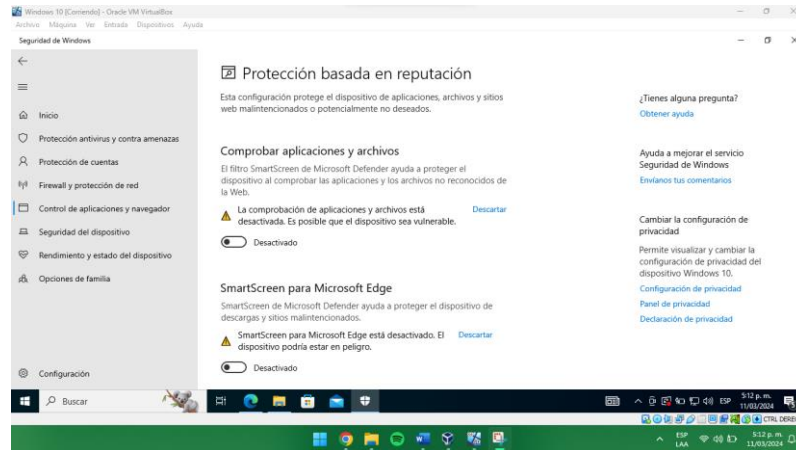 Windows 10 [Corriendo] - Oracle VM VirtualBox
Archivo Máquina Ver Entrada Dispositivos Ayuda
Seguridad de Windows
Inicio
Protección antivirus y contra amenazas
Protección de cuentas
Firewall y protección de red
Control de aplicaciones y navegador
Seguridad del dispositivo
Rendimiento y estado del dispositivo
Opciones de familia
Configuración
Protección basada en reputación
Esta configuración protege el dispositivo de aplicaciones, archivos y sitios
web malintencionados o potencialmente no deseados.
Comprobar aplicaciones y archivos
El filtro SmartScreen de Microsoft Defender ayuda a proteger el
dispositivo al comprobar las aplicaciones y los archivos no reconocidos de
la Web.
La comprobación de aplicaciones y archivos está
desactivada. Es posible que el dispositivo sea vulnerable.
Descartar
Desactivado
SmartScreen para Microsoft Edge
SmartScreen de Microsoft Defender ayuda a proteger el dispositivo de
descargas y sitios malintencionados.
SmartScreen para Microsoft Edge está desactivado. El
dispositivo podría estar en peligro.
Descartar
Desactivado
¿Tienes alguna pregunta?
Obtener ayuda
Ayuda a mejorar el servicio
Seguridad de Windows
Envíanos tus comentarios
Cambiar la configuración de
privacidad
Permite visualizar y cambiar la
configuración de privacidad del
dispositivo Windows 10.
Configuración de privacidad
Panel de privacidad
Declaración de privacidad
Buscar
ESP
5:12 p. m.
11/03/2024
CTRL DERE
ESP
LAA
5:12 p. m.
11/03/2024